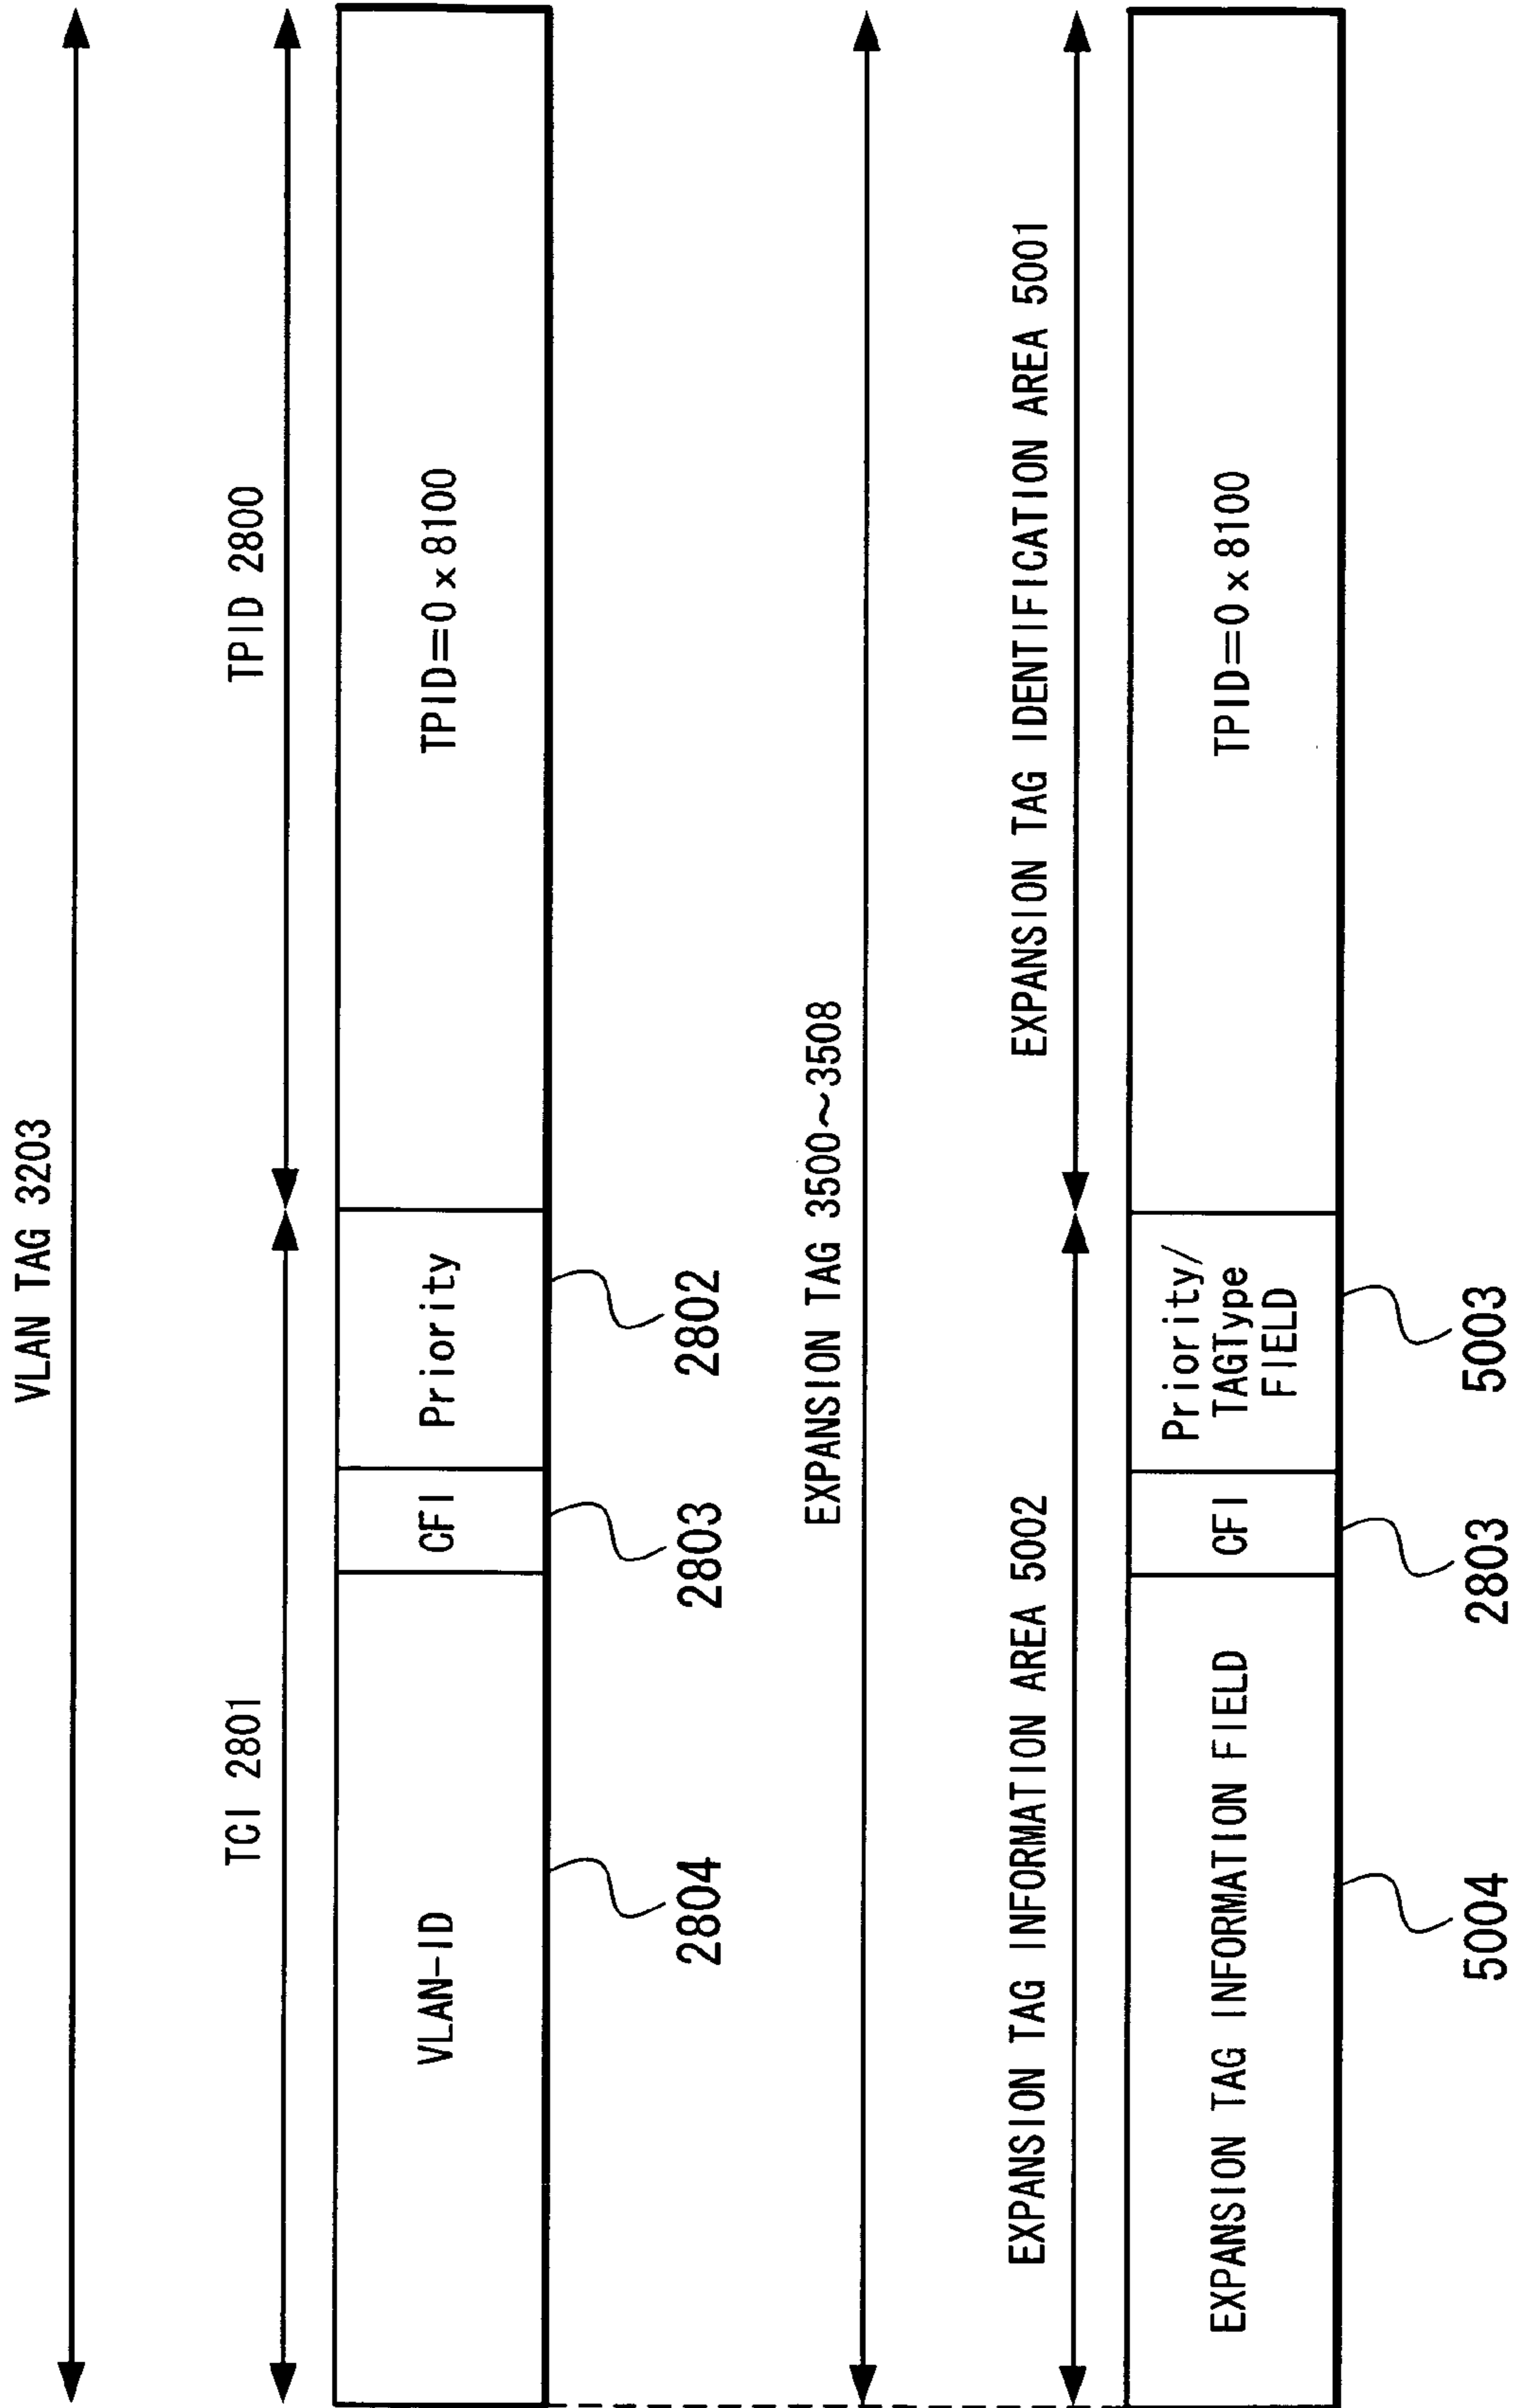 VLAN TAG 3203
TCI 2801
TPID 2800
VLAN-ID
CFI
Priority
TPID=0×8100
2804
2803
2802
EXPANSION TAG 3500~3508
EXPANSION TAG INFORMATION AREA 5002
EXPANSION TAG IDENTIFICATION AREA 5001
EXPANSION TAG INFORMATION FIELD
CFI
Priority/
TAGType
FIELD
TPID=0×8100
5004
2803
5003